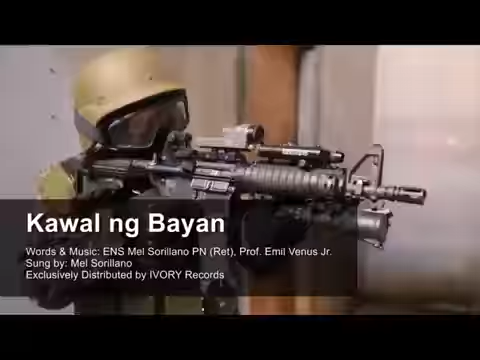 Kawal ng Bayan
Words & Music: ENS Mel Sorillano PN (Ret), Prof. Emil Venus Jr.
Sung by: Mel Sorillano
Exclusively Distributed by IVORY Records